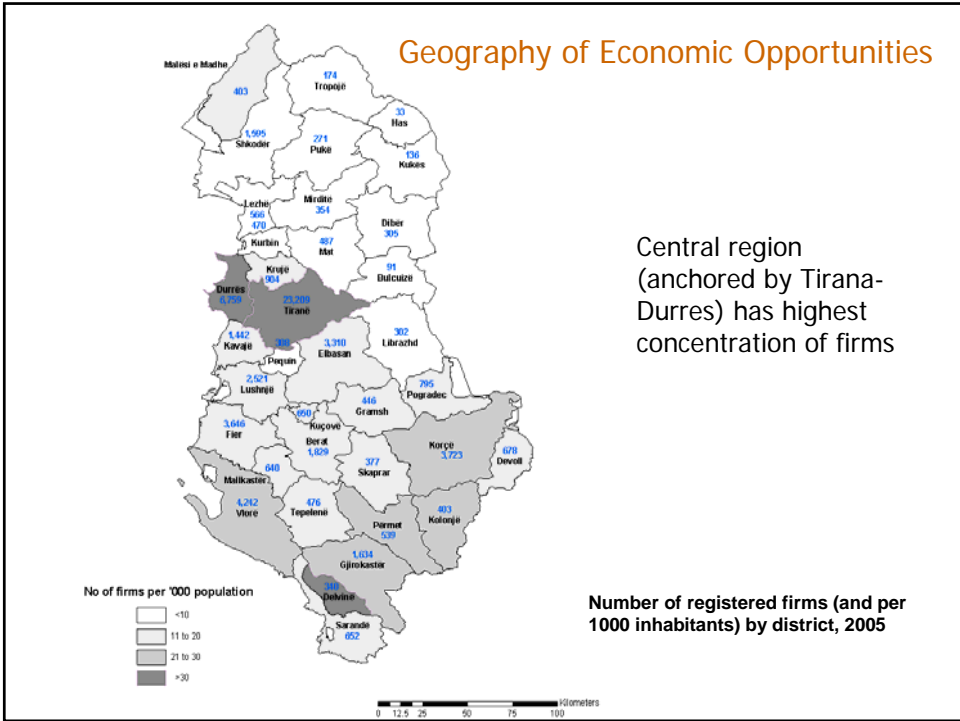 Geography of Economic Opportunities
Malësi e Madhe
403
174
Tropojë
33
Has
1,595
Shkodër
271
Pukë
136
Kukës
Lezhë
566
470
Kurbin
Mirditë
354
487
Mat
Dibër
305
Krujë
904
91
Bulcuizë
Durrës
6,759
23,209
Tiranë
1,442
Kavajë
Peqin
3,310
Elbasan
302
Librazhd
2,521
Lushnjë
446
Gramsh
795
Pogradec
3,646
Fier
650
Kuçovë
Berat
1,829
377
Skaprar
Korçë
3,723
678
Devoll
640
Mallkastër
4,242
Vlorë
476
Tepelenë
Përmet
539
403
Kolonjë
1,634
Gjirokastër
340
Delvinë
Sarandë
652
Central region
(anchored by Tirana-
Durres) has highest
concentration of firms
No of firms per '000 population
<10
11 to 20
21 to 30
>30
Number of registered firms (and per
1000 inhabitants) by district, 2005
Kilometers
0 12.5 25 50 75 100